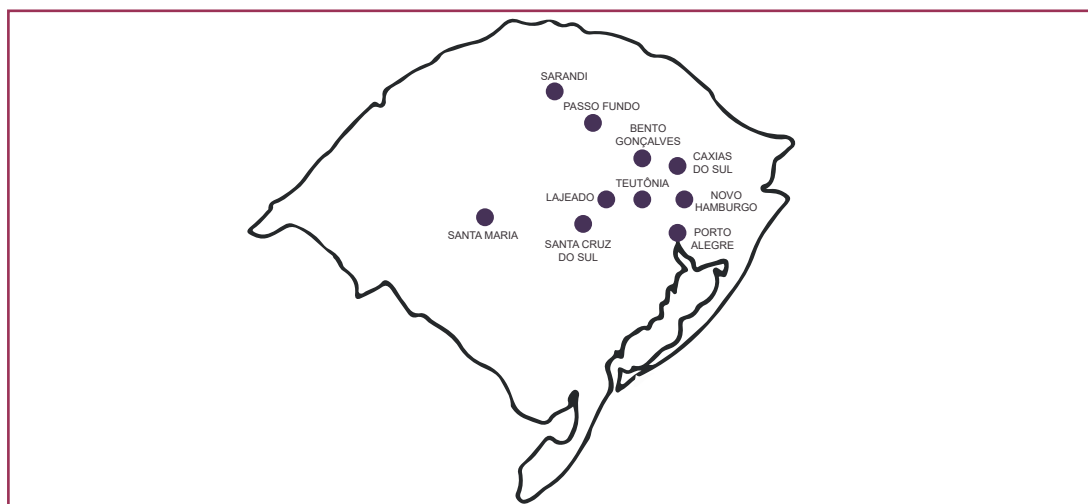 SARANDI
PASSO FUNDO
BENTO
GONÇALVES
CAXIAS
DO SUL
TEUTÔNIA
LAJEADO
NOVO
HAMBURGO
SANTA MARIA
SANTA CRUZ
DO SUL
PORTO
ALEGRE